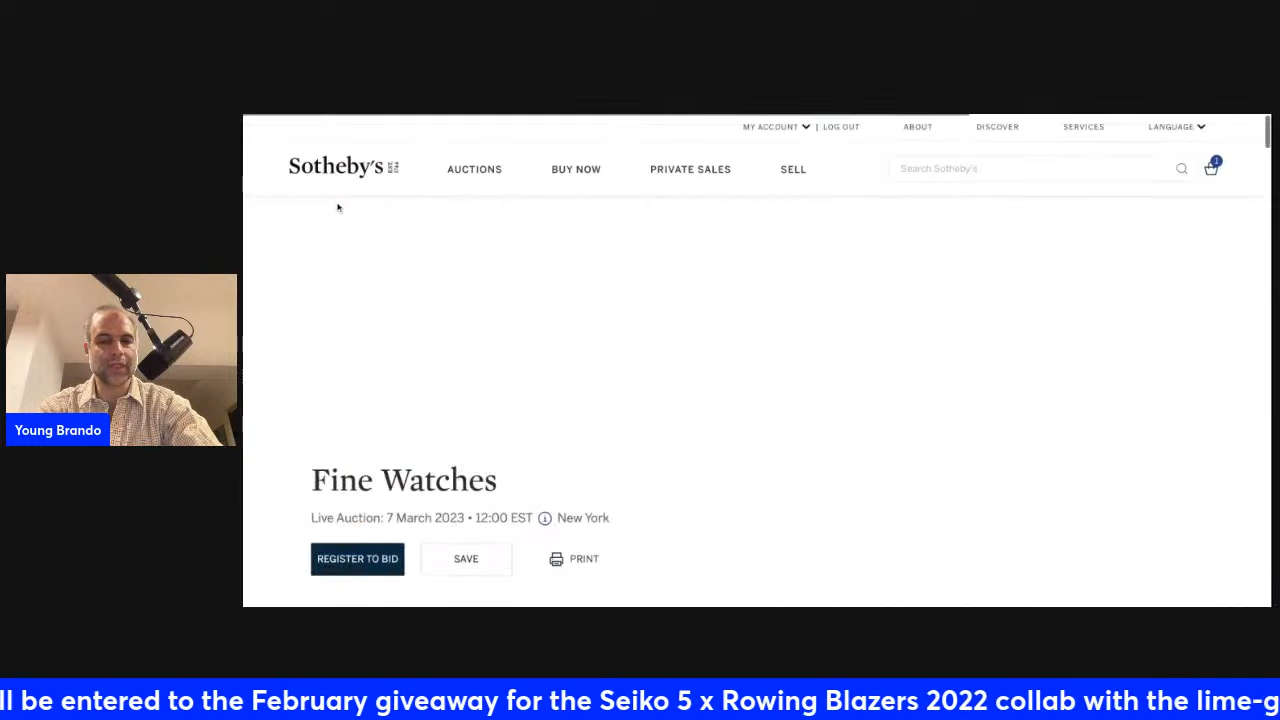 MY ACCOUNT | LOG OUT ABOUT DISCOVER SERVICES LANGUAGE
Sotheby's AUCTIONS BUY NOW PRIVATE SALES SELL Search Sotheby's 1
Fine Watches
Live Auction: 7 March 2023 • 12:00 EST New York
REGISTER TO BID SAVE PRINT
Young Brando
ll be entered to the February giveaway for the Seiko 5 x Rowing Blazers 2022 collab with the lime-g